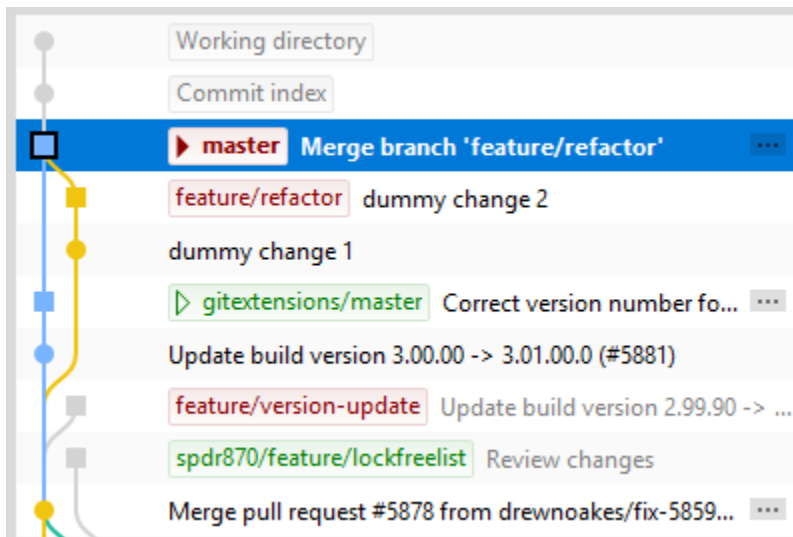 Working directory
Commit index
master Merge branch 'feature/refactor' ...
feature/refactor dummy change 2
dummy change 1
gitextensions/master Correct version number fo... ...
Update build version 3.00.00 -> 3.01.00.0 (#5881)
feature/version-update Update build version 2.99.90 -> ...
spdr870/feature/lockfreelist Review changes
Merge pull request #5878 from drewnoakes/fix-5859... ...